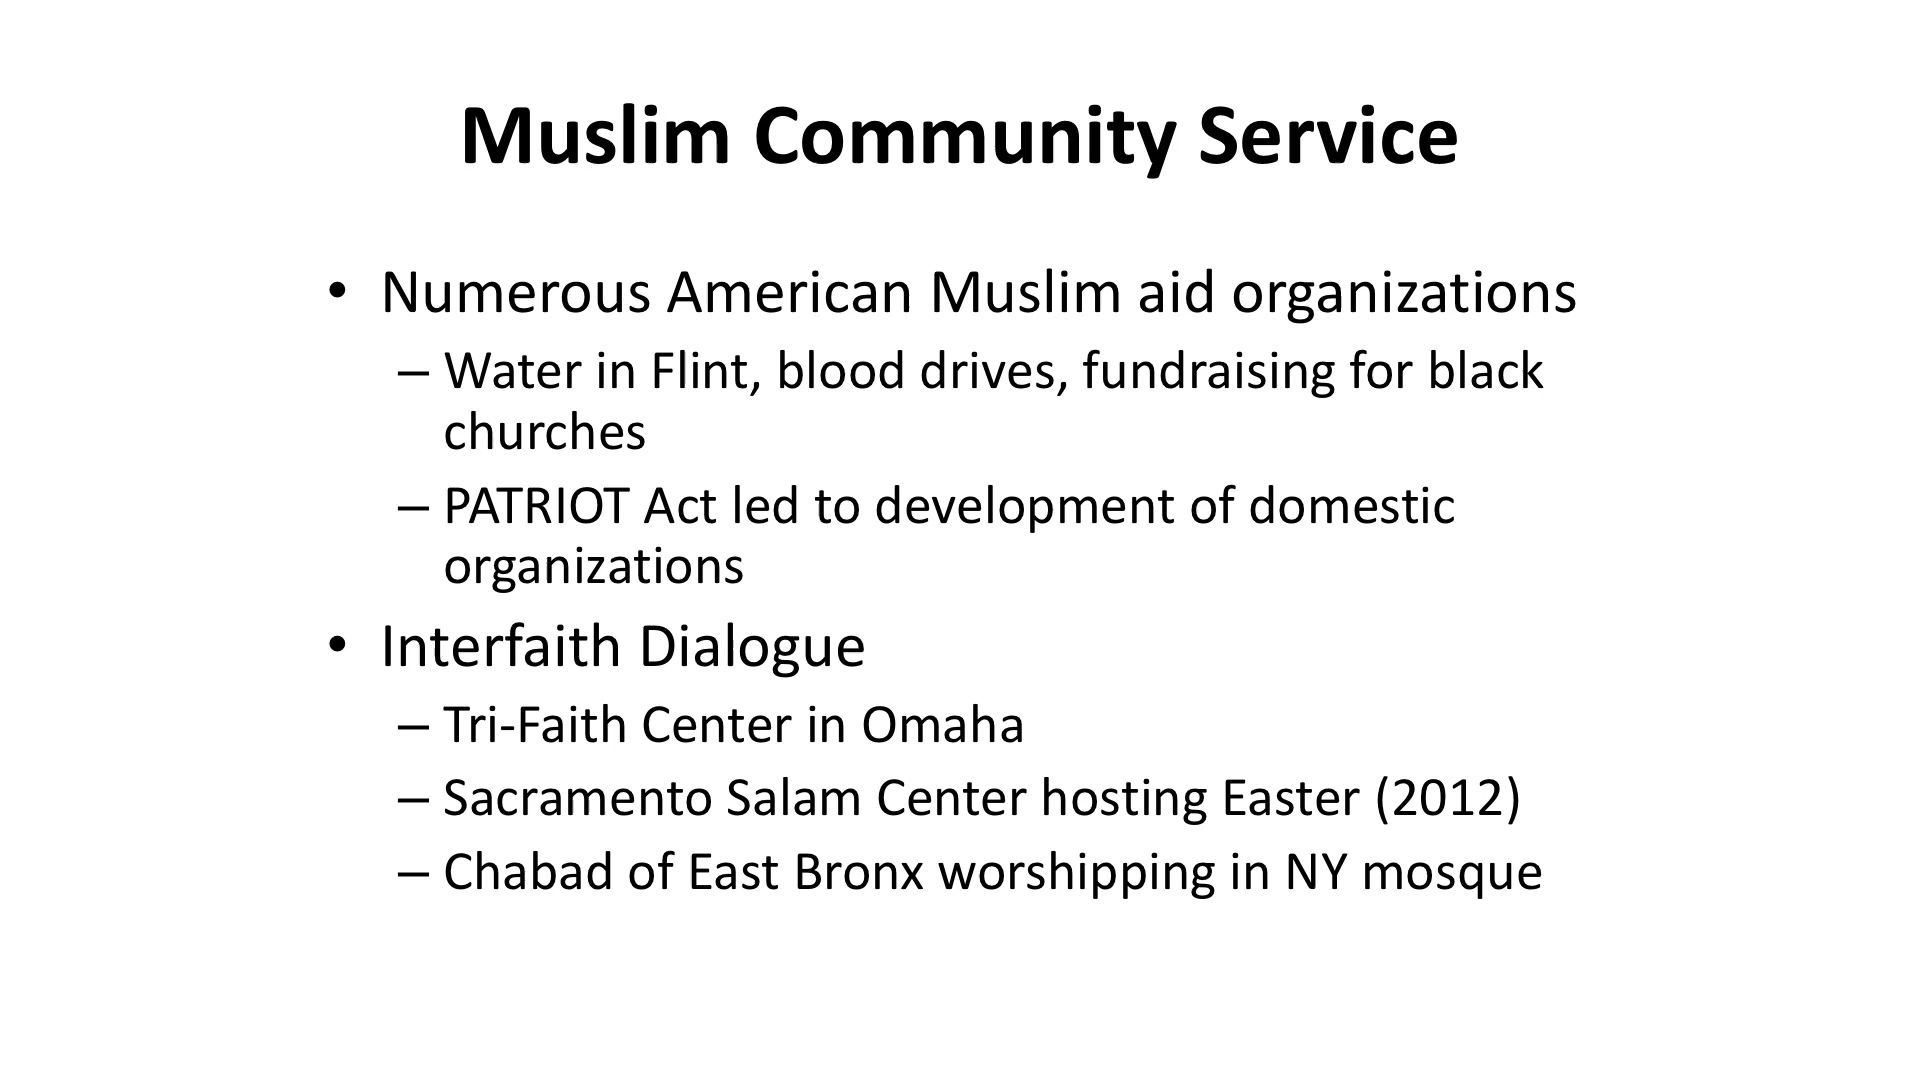 Muslim Community Service
• Numerous American Muslim aid organizations
– Water in Flint, blood drives, fundraising for black
churches
– PATRIOT Act led to development of domestic
organizations
• Interfaith Dialogue
– Tri-Faith Center in Omaha
– Sacramento Salam Center hosting Easter (2012)
– Chabad of East Bronx worshipping in NY mosque